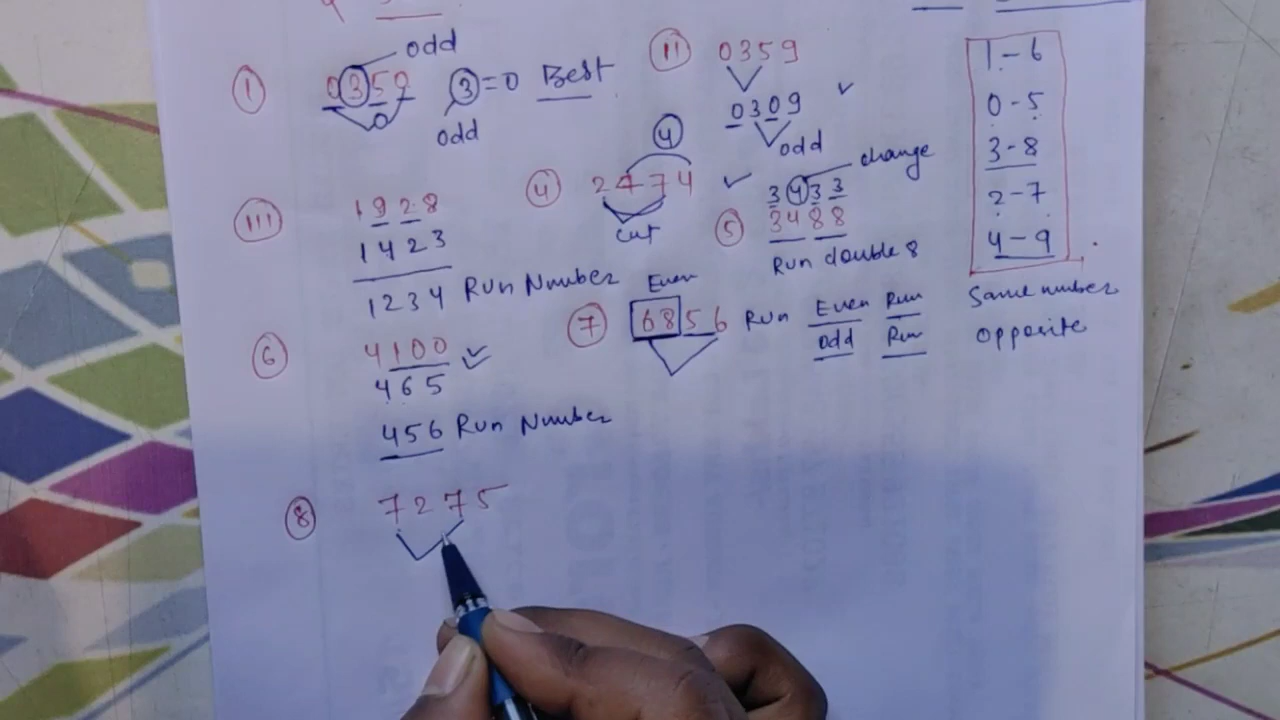 1 0359 odd
3 = 0 Best
0
odd
11 0359
0309
odd
111 1928
1423
1234 Run Number
4 2474
4
cut
5 3433 change
3488
Run double 8
6 4100
465
456 Run Number
7 6856 Run Even Run
Even
odd Run
8 7275
1-6
0-5
3-8
2-7
4-9
Same number
opposite